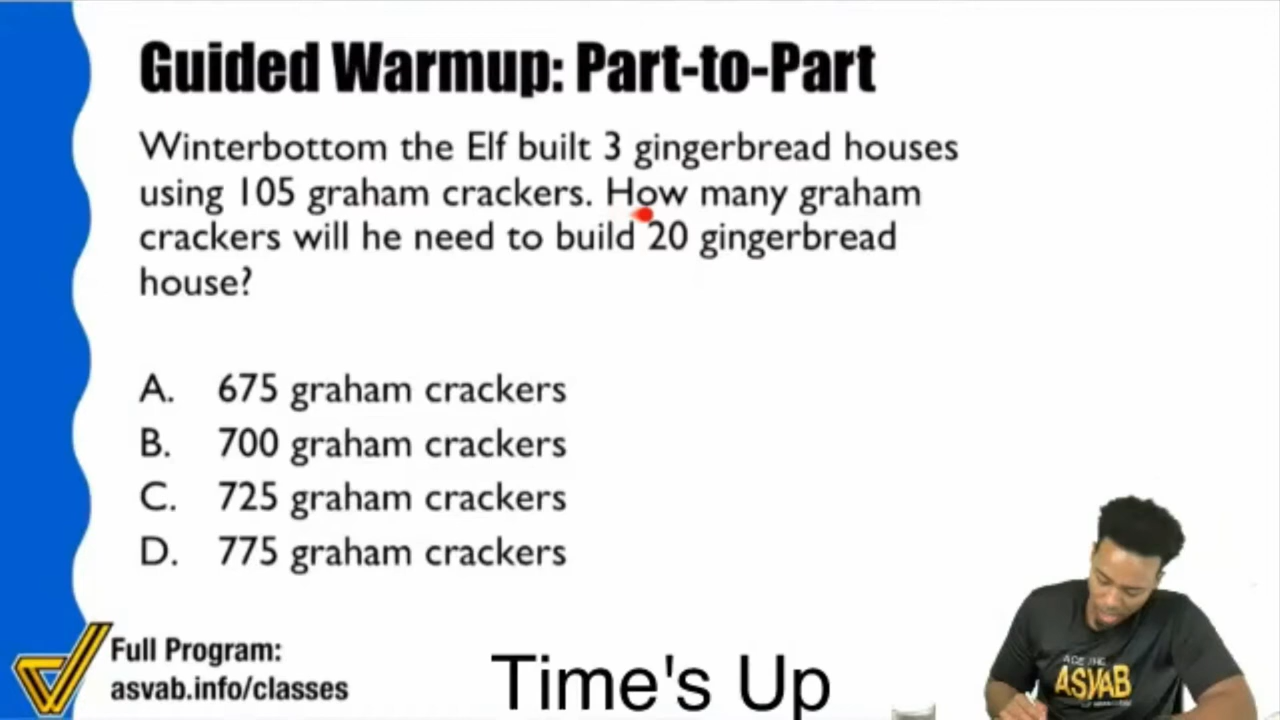 Guided Warmup: Part-to-Part
Winterbottom the Elf built 3 gingerbread houses
using 105 graham crackers. How many graham
crackers will he need to build 20 gingerbread
house?
A. 675 graham crackers
B. 700 graham crackers
C. 725 graham crackers
D. 775 graham crackers
Full Program:
asvab.info/classes
Time's Up
ACE THE
ASVAB